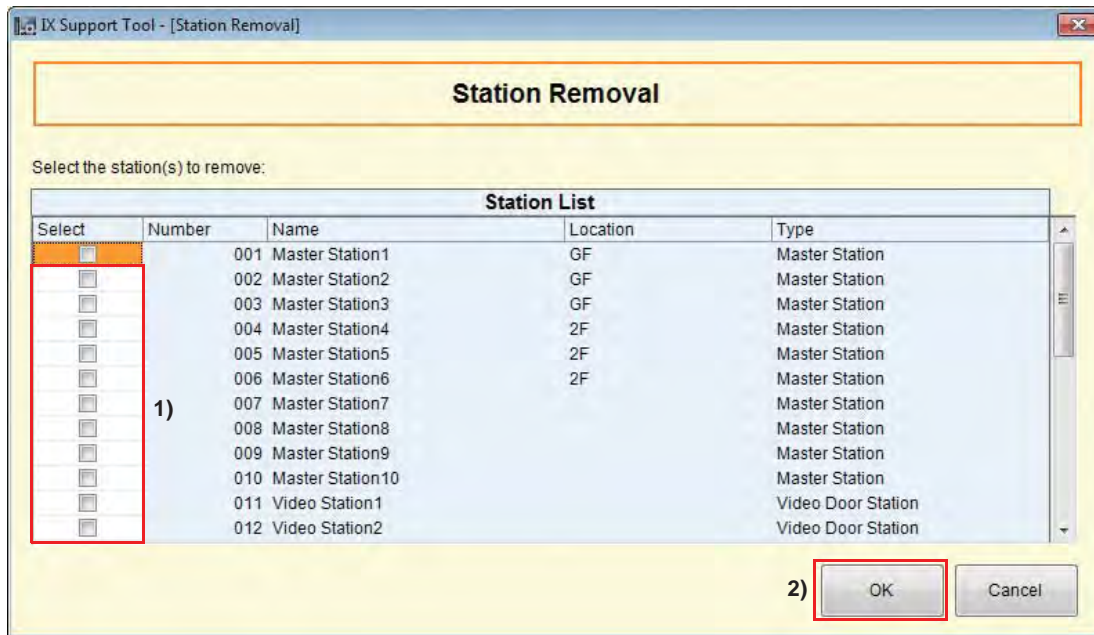 IX Support Tool - [Station Removal]
Station Removal
Select the station(s) to remove:
Station List
Select Number Name Location Type
001 Master Station1 GF Master Station
002 Master Station2 GF Master Station
003 Master Station3 GF Master Station
004 Master Station4 2F Master Station
005 Master Station5 2F Master Station
006 Master Station6 2F Master Station
1)
007 Master Station7 Master Station
008 Master Station8 Master Station
009 Master Station9 Master Station
010 Master Station10 Master Station
011 Video Station1 Video Door Station
012 Video Station2 Video Door Station
2) OK Cancel